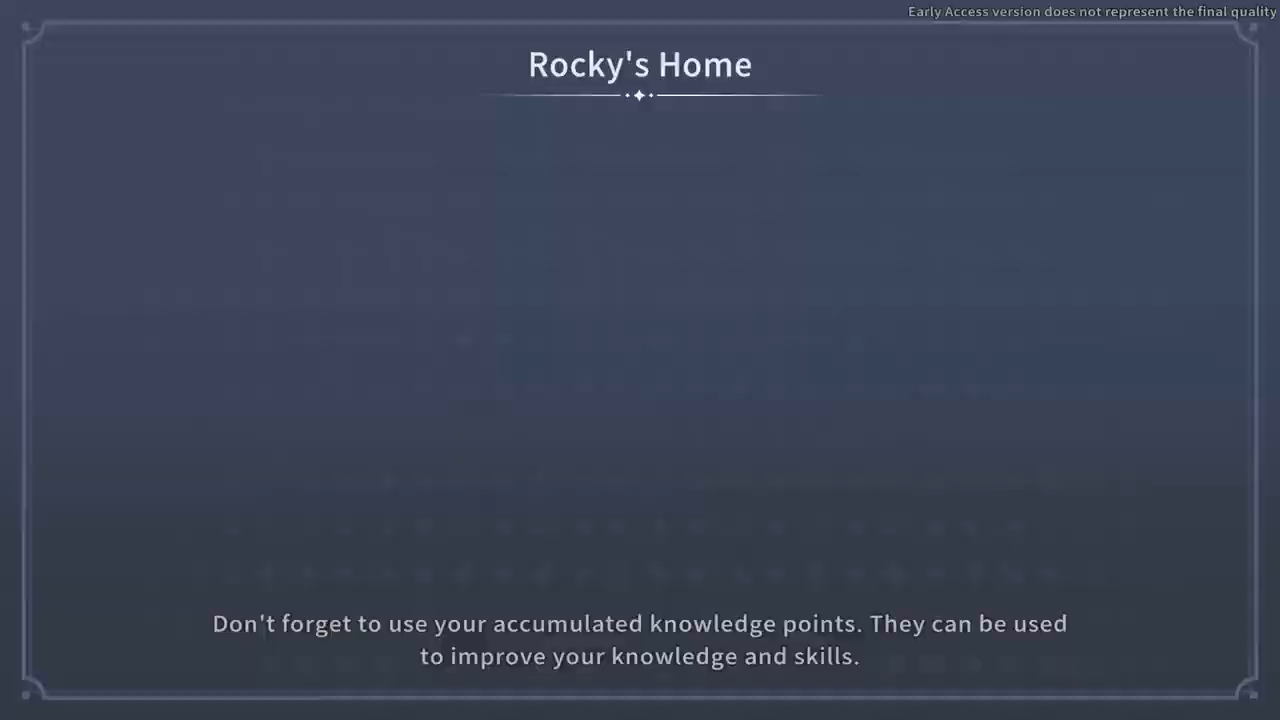 Early Access version does not represent the final quality
Rocky's Home
Don't forget to use your accumulated knowledge points. They can be used
to improve your knowledge and skills.